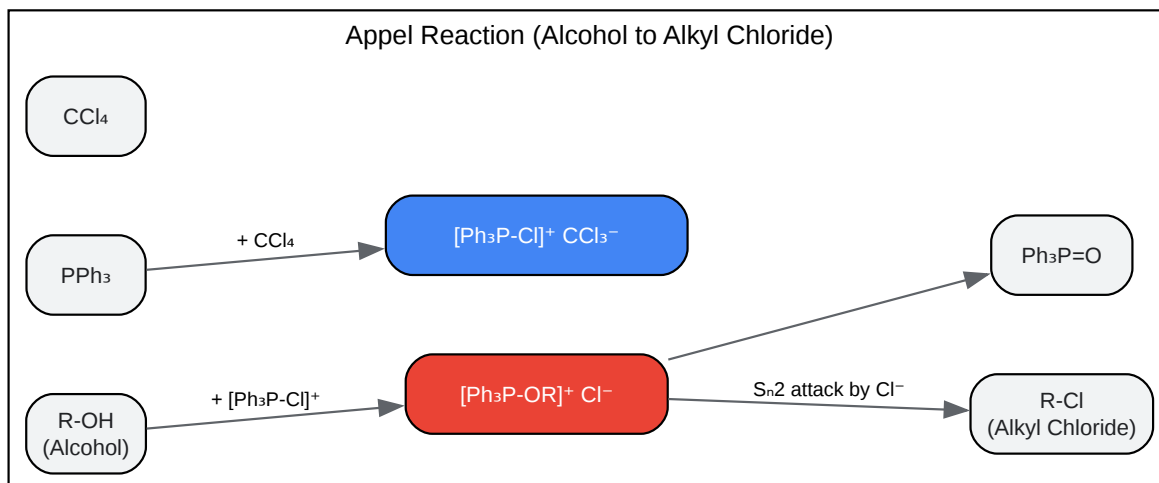 Appel Reaction (Alcohol to Alkyl Chloride)
CCl₄
PPh₃
+ CCl₄
[Ph₃P-Cl]⁺ CCl₃⁻
Ph₃P=O
R-OH
(Alcohol)
+ [Ph₃P-Cl]⁺
[Ph₃P-OR]⁺ Cl⁻
Sₙ2 attack by Cl⁻
R-Cl
(Alkyl Chloride)